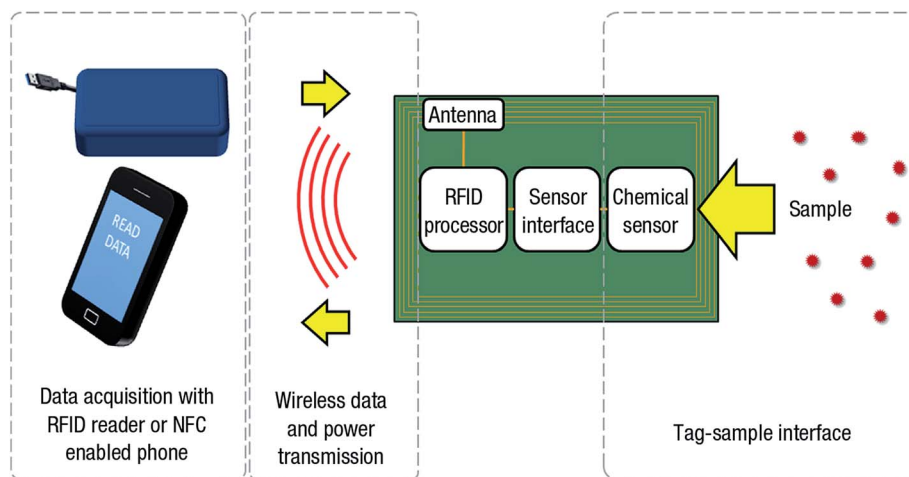 READ
DATA
Data acquisition with
RFID reader or NFC
enabled phone
Wireless data
and power
transmission
Antenna
RFID
processor
Sensor
interface
Chemical
sensor
Sample
Tag-sample interface